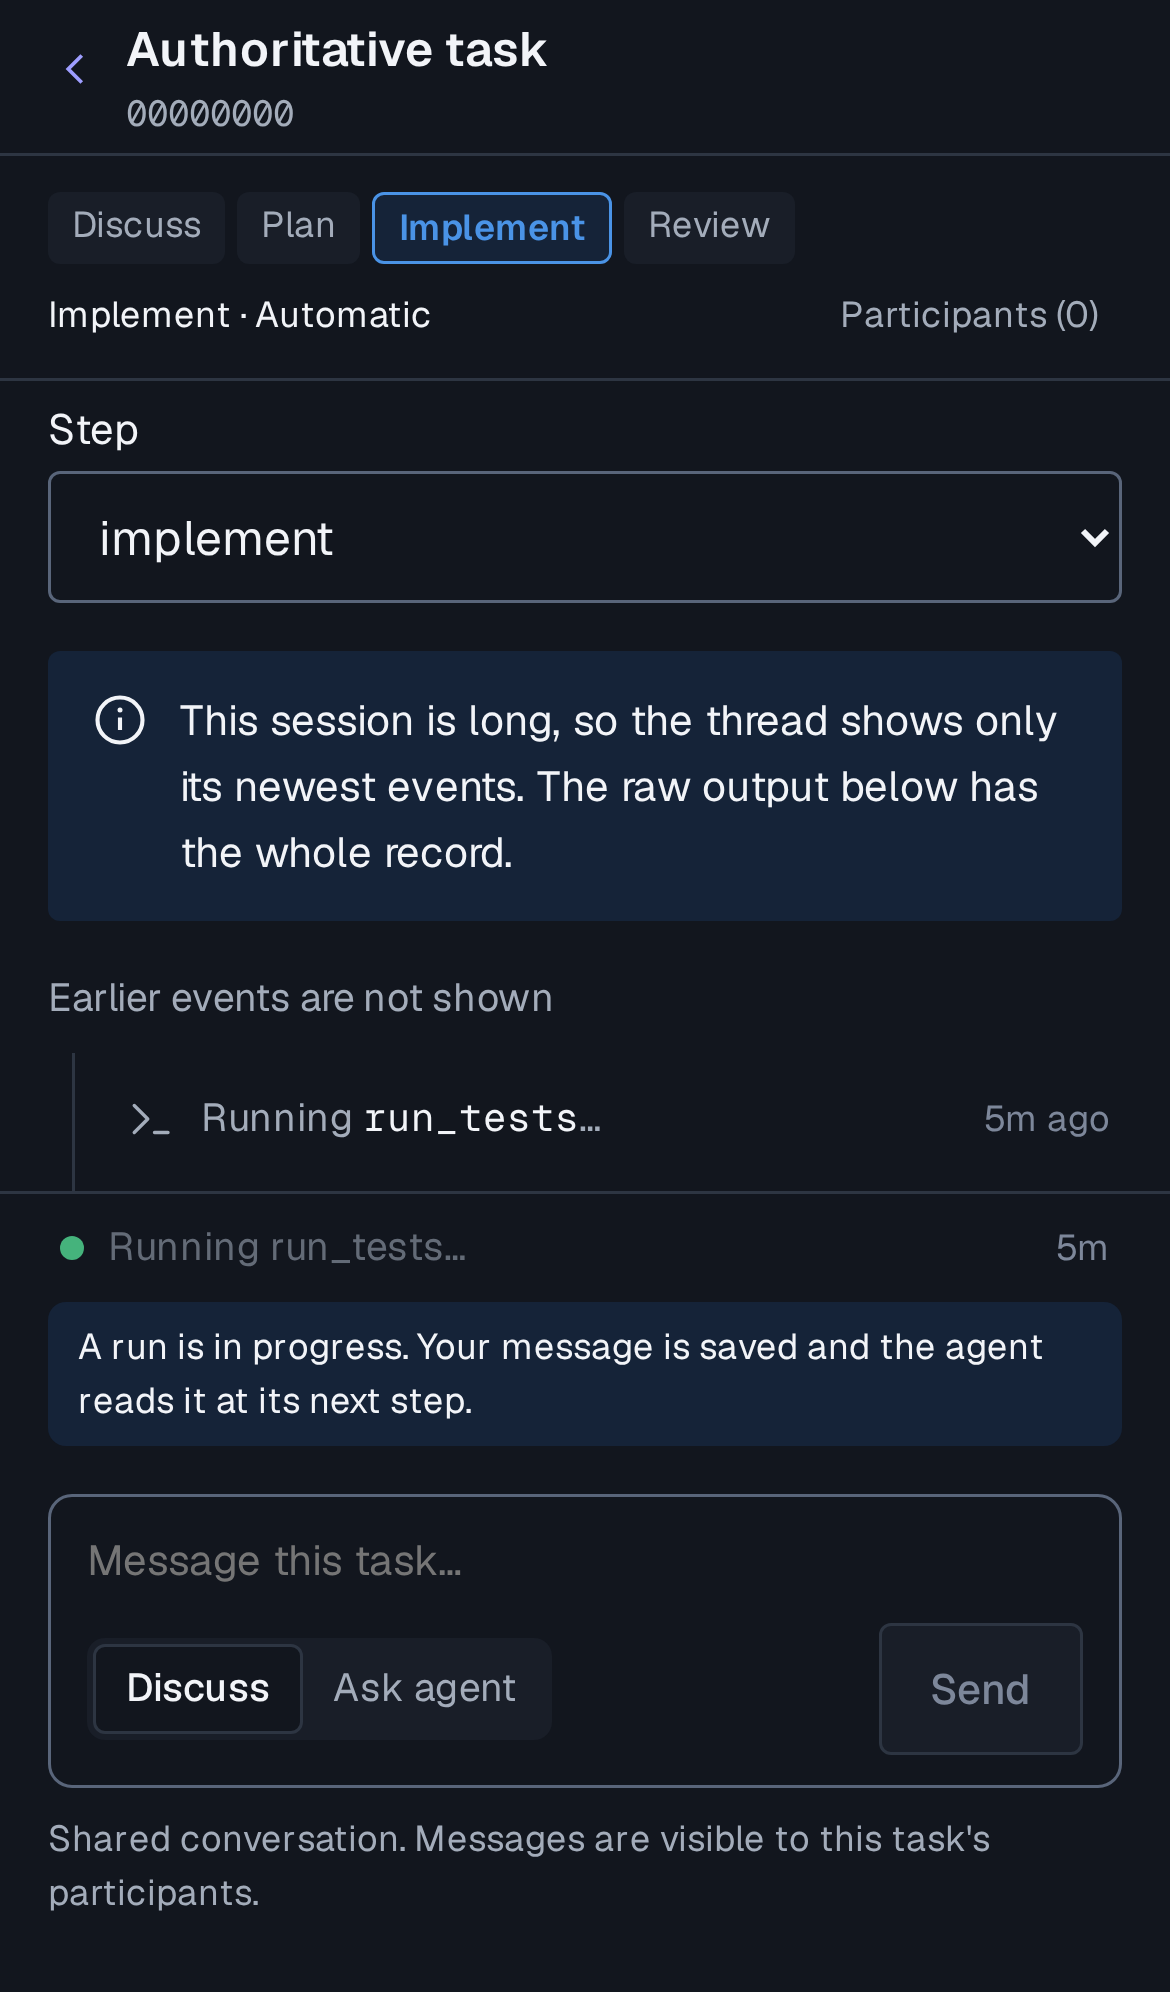 Authoritative task
00000000
Discuss
Plan
Implement
Review
Implement · Automatic
Participants (0)
Step
implement
This session is long, so the thread shows only
its newest events. The raw output below has
the whole record.
Earlier events are not shown
Running run_tests…
5m ago
Running run_tests…
5m
A run is in progress. Your message is saved and the agent
reads it at its next step.
Message this task…
Discuss
Ask agent
Send
Shared conversation. Messages are visible to this task's
participants.